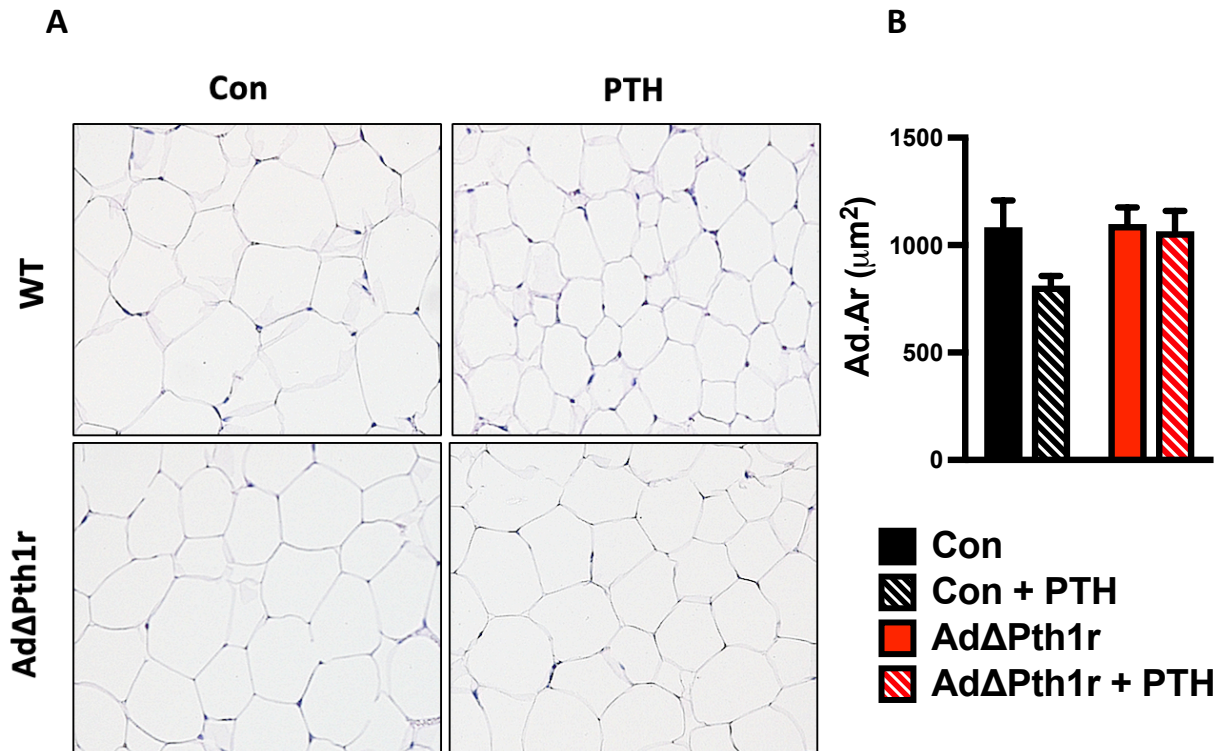 A
B
Con
PTH
WT
AdΔPth1r
Ad.Ar (μm²)
1500
1000
500
0
Con
Con + PTH
AdΔPth1r
AdΔPth1r + PTH